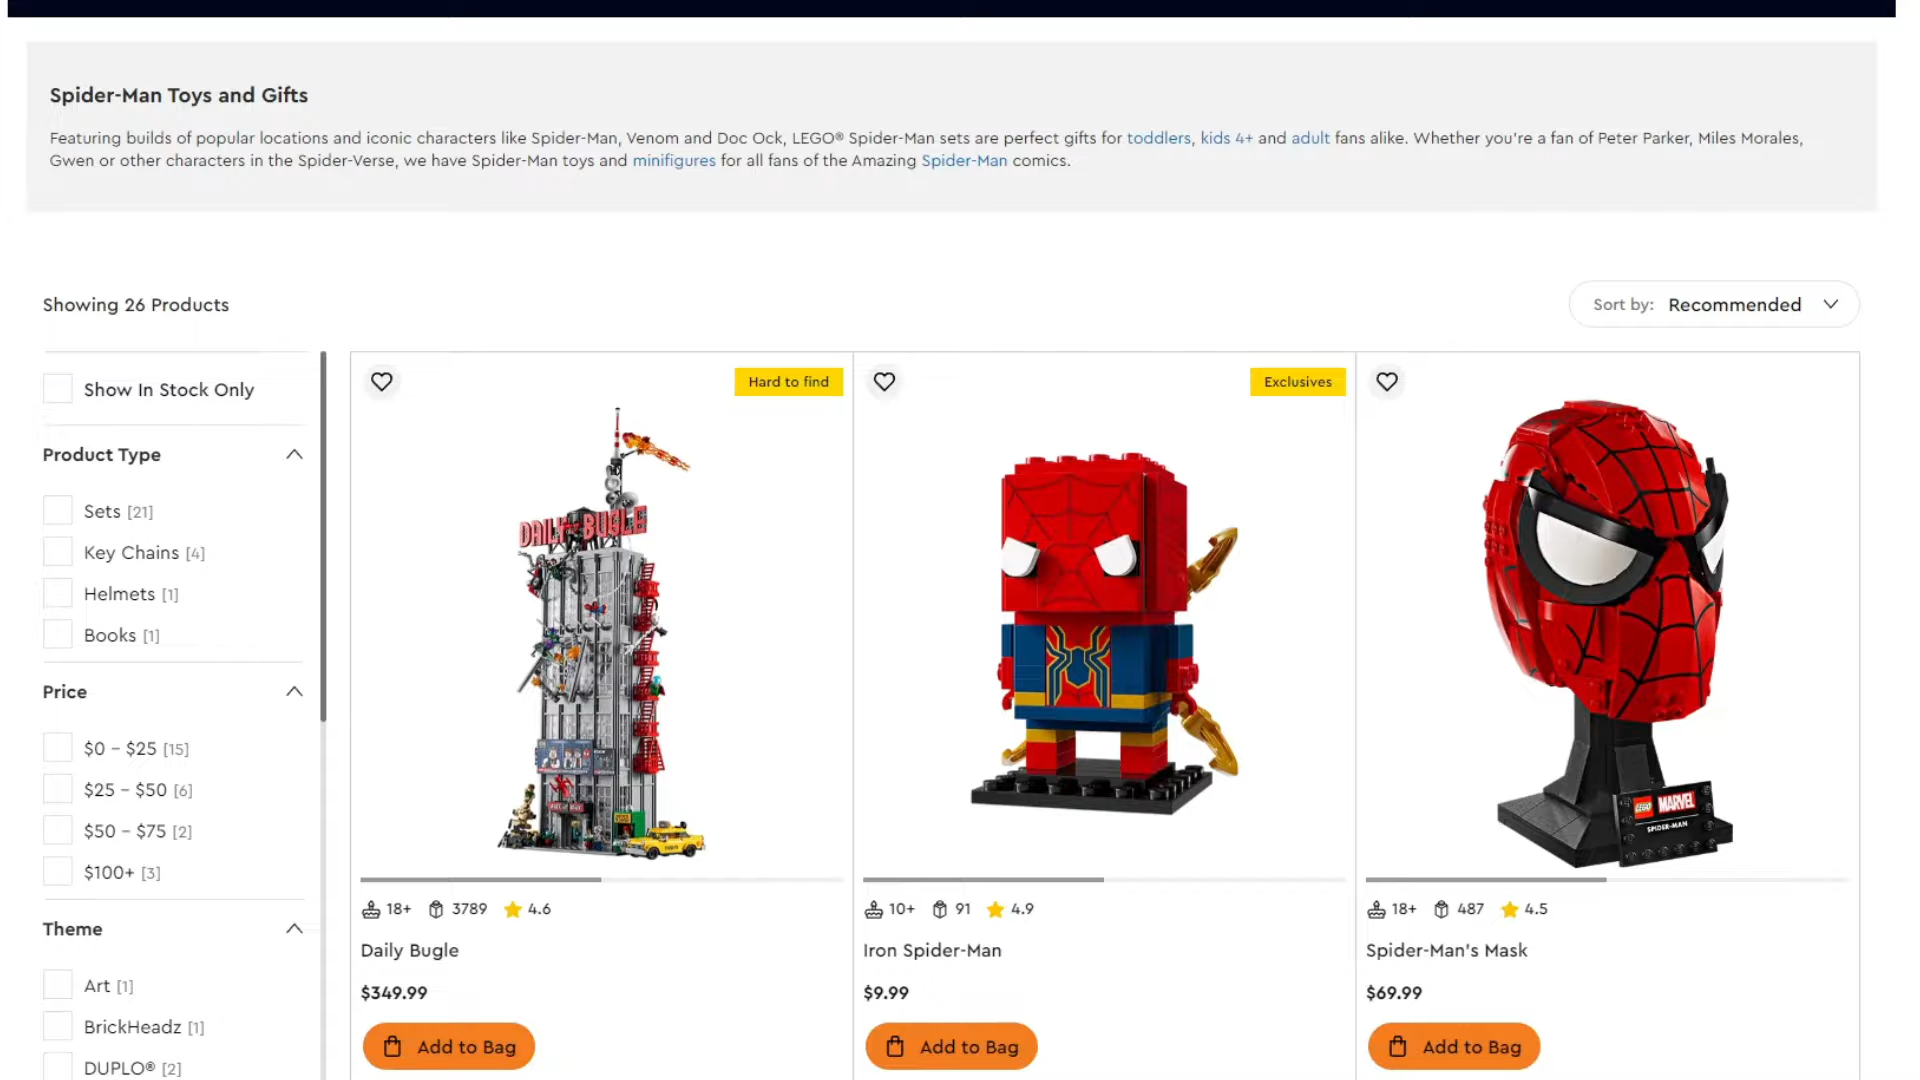 Spider-Man Toys and Gifts
Featuring builds of popular locations and iconic characters like Spider-Man, Venom and Doc Ock, LEGO® Spider-Man sets are perfect gifts for toddlers, kids 4+ and adult fans alike. Whether you're a fan of Peter Parker, Miles Morales,
Gwen or other characters in the Spider-Verse, we have Spider-Man toys and minifigures for all fans of the Amazing Spider-Man comics.
Showing 26 Products
Sort by: Recommended
Show In Stock Only
Product Type
Sets [21]
Key Chains [4]
Helmets [1]
Books [1]
Price
$0 – $25 [15]
$25 – $50 [6]
$50 – $75 [2]
$100+ [3]
Theme
Art [1]
BrickHeadz [1]
DUPLO® [2]
Hard to find
DAILY BUGLE
18+ 3789 4.6
Daily Bugle
$349.99
Add to Bag
Exclusives
10+ 91 4.9
Iron Spider-Man
$9.99
Add to Bag
LEGO MARVEL
SPIDER-MAN
18+ 487 4.5
Spider-Man's Mask
$69.99
Add to Bag